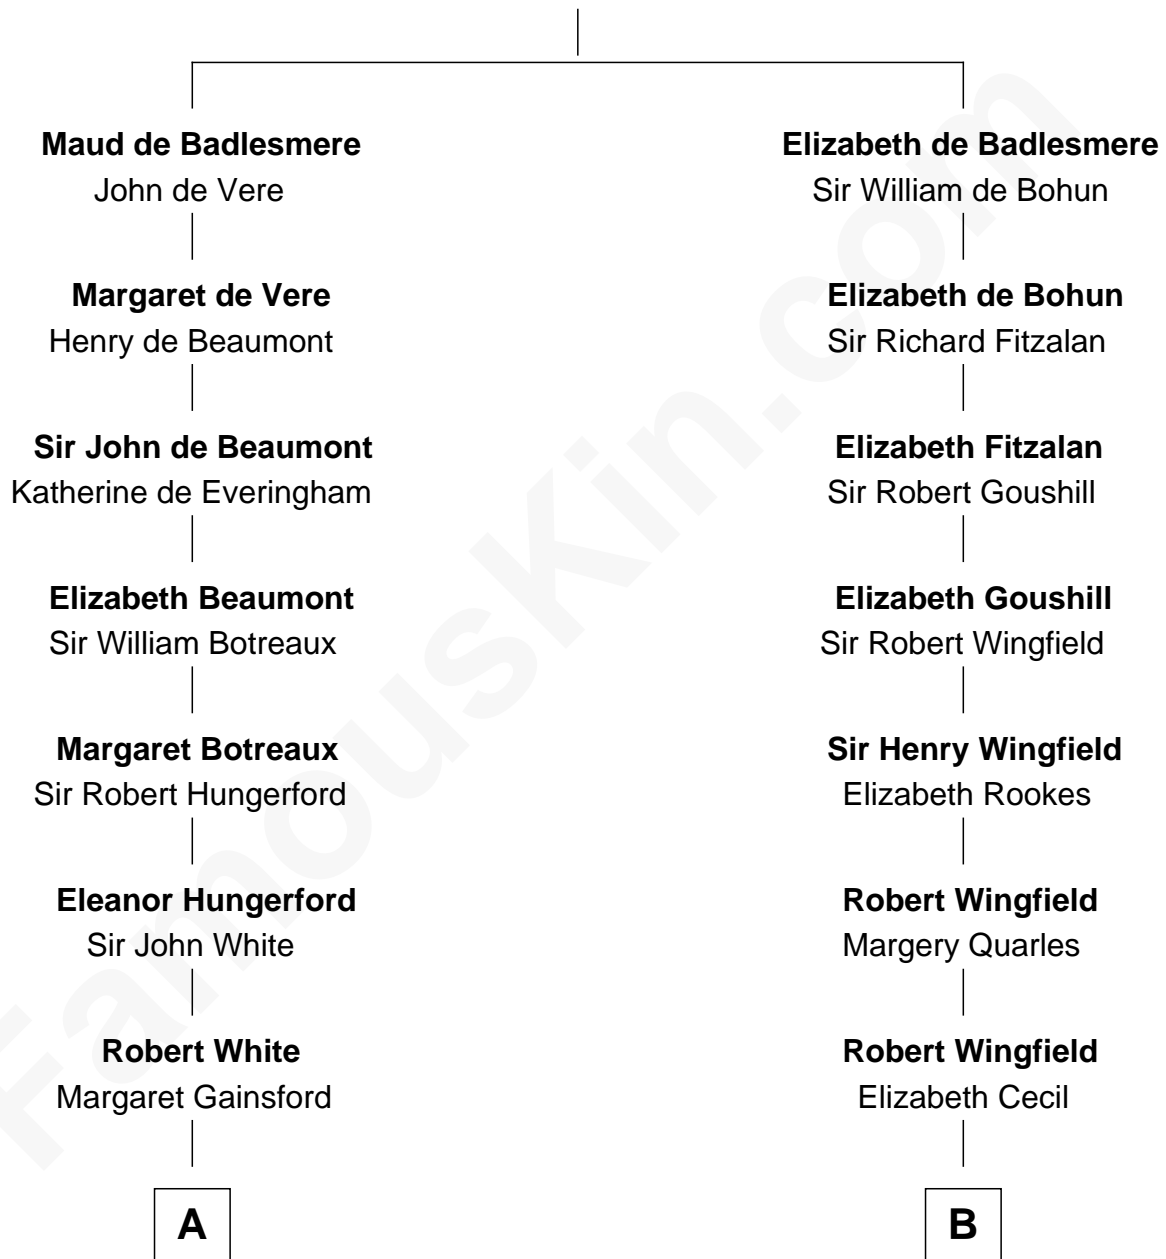 Maud de Badlesmere
John de Vere
Elizabeth de Badlesmere
Sir William de Bohun
Margaret de Vere
Henry de Beaumont
Elizabeth de Bohun
Sir Richard Fitzalan
Sir John de Beaumont
Katherine de Everingham
Elizabeth Fitzalan
Sir Robert Goushill
Elizabeth Beaumont
Sir William Botreaux
Elizabeth Goushill
Sir Robert Wingfield
Margaret Botreaux
Sir Robert Hungerford
Sir Henry Wingfield
Elizabeth Rookes
Eleanor Hungerford
Sir John White
Robert Wingfield
Margery Quarles
Robert White
Margaret Gainsford
Robert Wingfield
Elizabeth Cecil
A
B
FamousKin.com